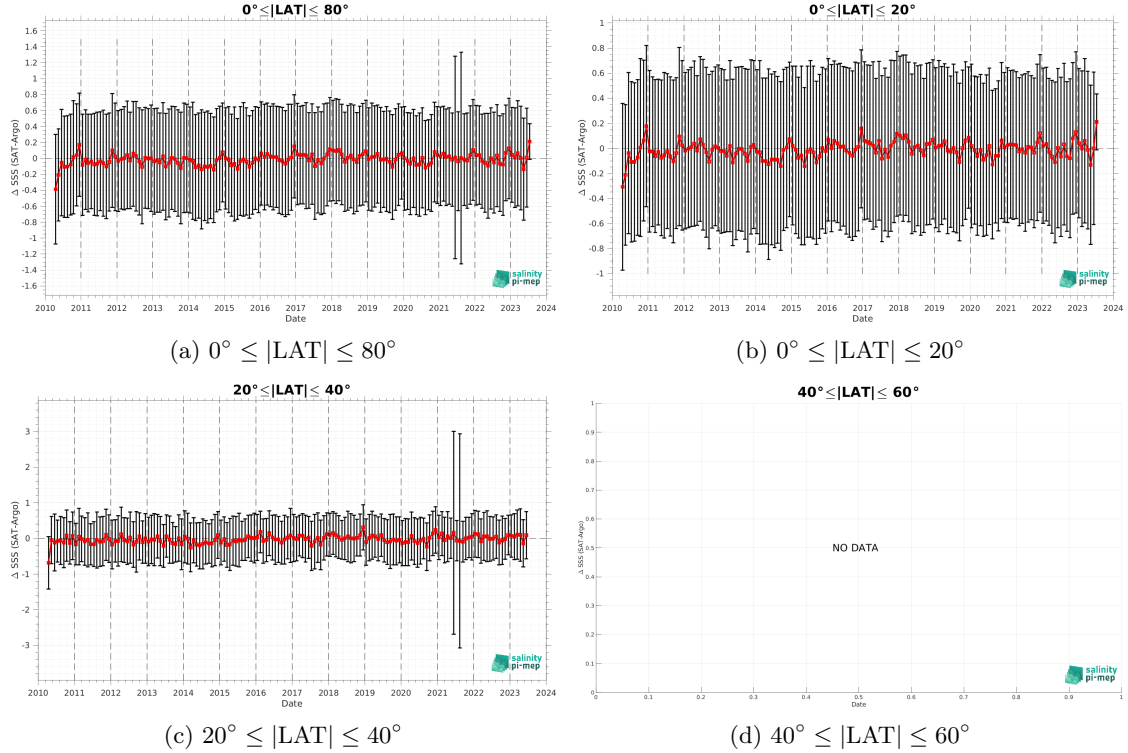 0°≤|LAT|≤ 80°
1.6
1.4
1.2
1
0.8
0.6
0.4
0.2
0
-0.2
-0.4
-0.6
-0.8
-1
-1.2
-1.4
-1.6
Δ SSS (SAT-Argo)
2010 2011 2012 2013 2014 2015 2016 2017 2018 2019 2020 2021 2022 2023 2024
Date
salinity
pi-mep
(a) 0° ≤ |LAT| ≤ 80°
0°≤|LAT|≤ 20°
1
0.8
0.6
0.4
0.2
0
-0.2
-0.4
-0.6
-0.8
-1
Δ SSS (SAT-Argo)
2010 2011 2012 2013 2014 2015 2016 2017 2018 2019 2020 2021 2022 2023 2024
Date
salinity
pi-mep
(b) 0° ≤ |LAT| ≤ 20°
20°≤|LAT|≤ 40°
3
2
1
0
-1
-2
-3
Δ SSS (SAT-Argo)
2010 2011 2012 2013 2014 2015 2016 2017 2018 2019 2020 2021 2022 2023 2024
Date
salinity
pi-mep
(c) 20° ≤ |LAT| ≤ 40°
40°≤|LAT|≤ 60°
1
0.9
0.8
0.7
0.6
0.5
0.4
0.3
0.2
0.1
0
Δ SSS (SAT-Argo)
NO DATA
0 0.1 0.2 0.3 0.4 0.5 0.6 0.7 0.8 0.9 1
Date
salinity
pi-mep
(d) 40° ≤ |LAT| ≤ 60°